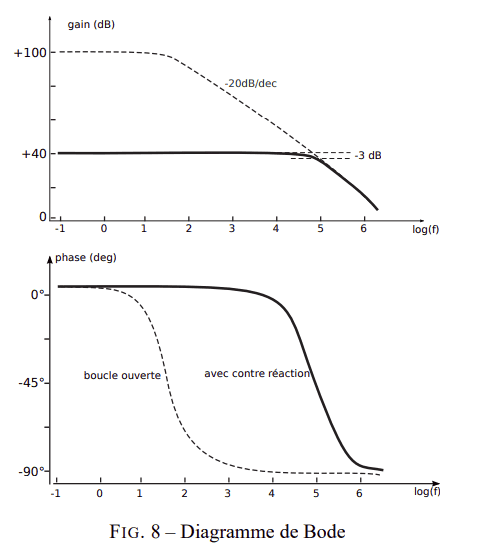 gain (dB)
+100
-20dB/dec
+40
-3 dB
0
-1 0 1 2 3 4 5 6 log(f)
phase (deg)
0°
boucle ouverte
avec contre réaction
-45°
-90°
-1 0 1 2 3 4 5 6 log(f)
FIG. 8 – Diagramme de Bode